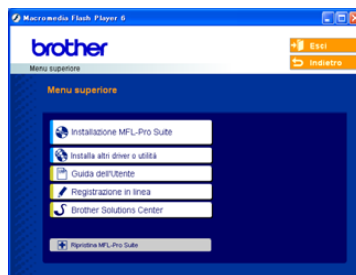 Macromedia Flash Player 6
brother
Esci
Indietro
Menu superiore
Menu superiore
Installazione MFL-Pro Suite
Installa altri driver o utilità
Guida dell'Utente
Registrazione in linea
Brother Solutions Center
Ripristina MFL-Pro Suite